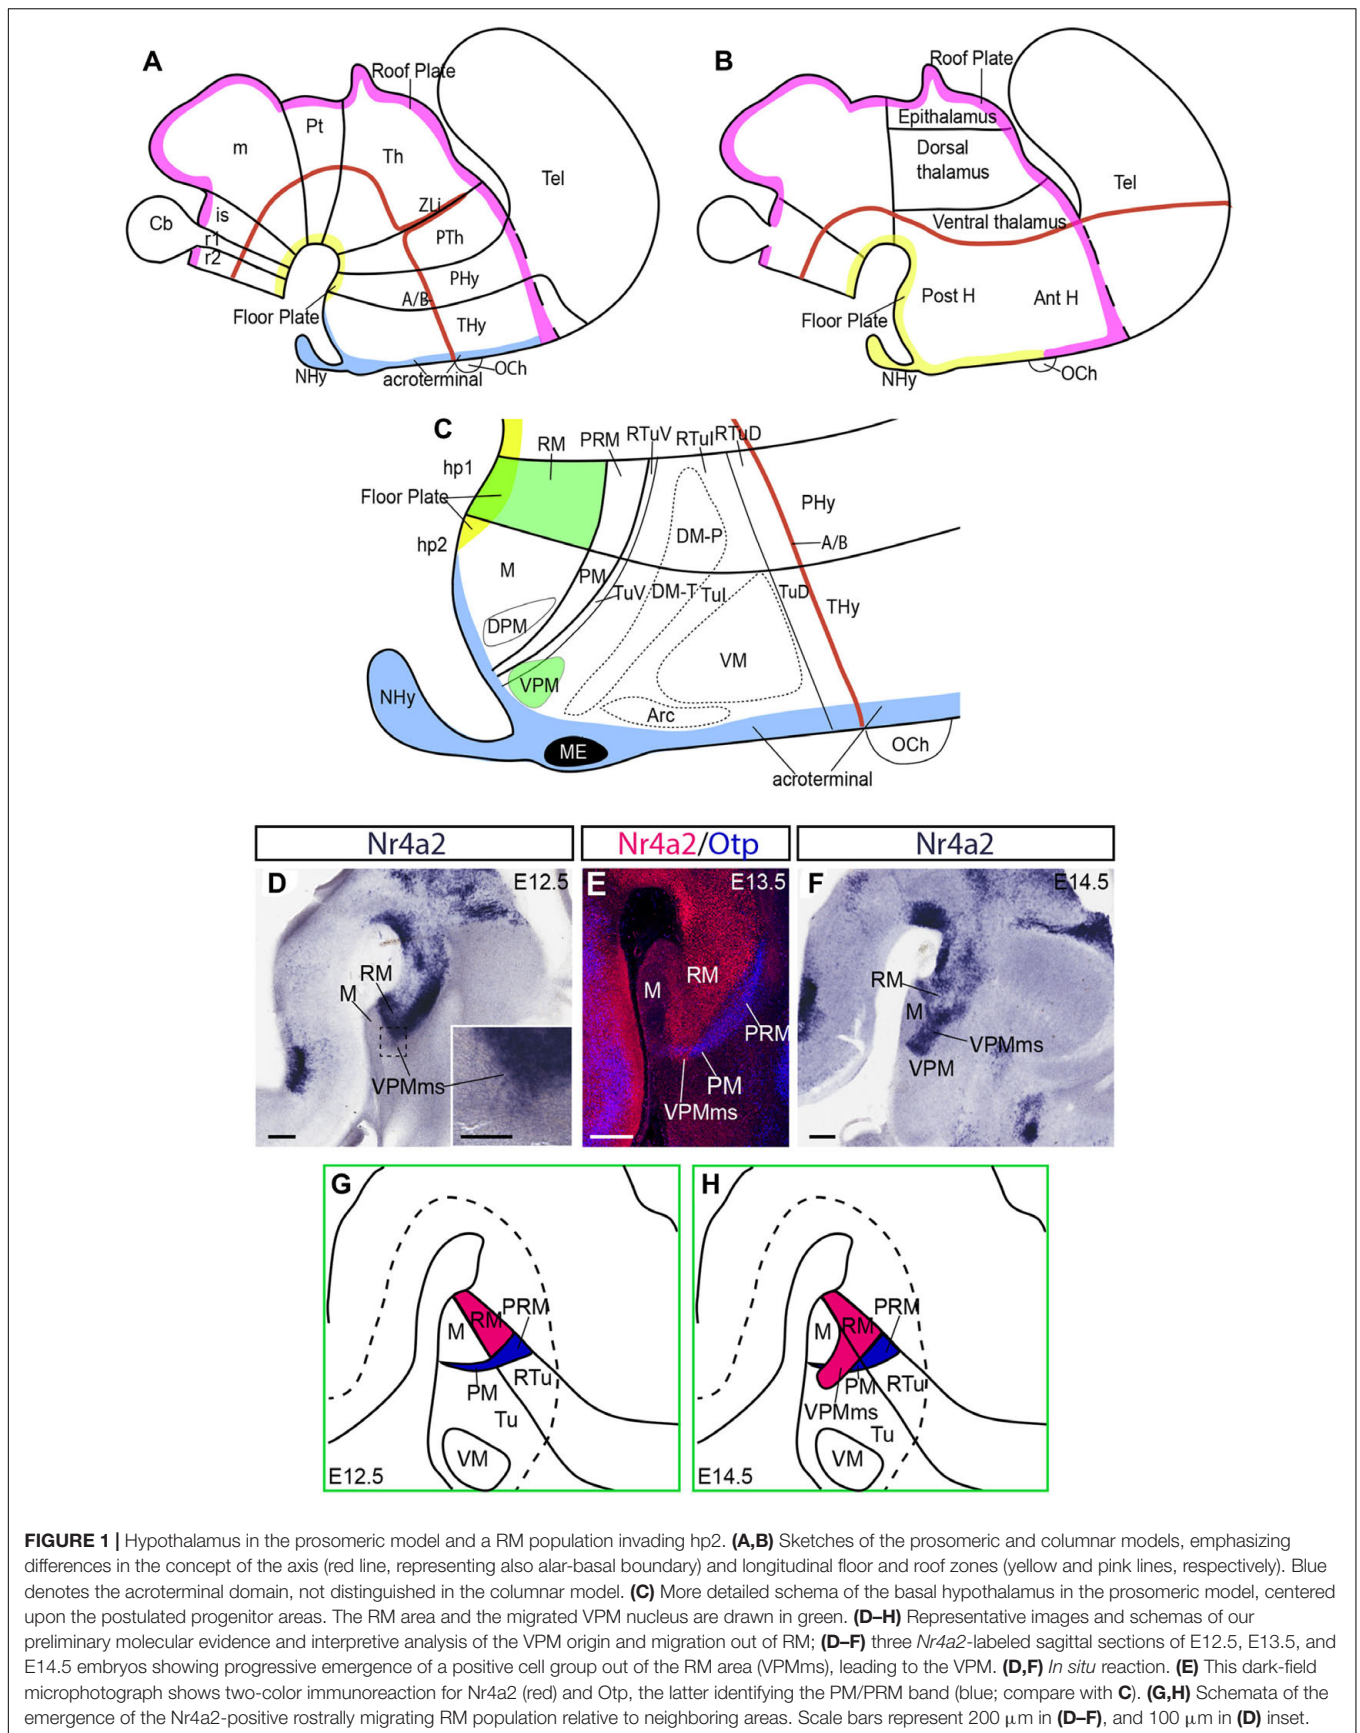 A
Roof Plate
Pt
m
Th
Tel
Cb
is
r1
r2
ZLi
PTh
PHy
A/B
Floor Plate
THy
NHy
acroterminal
OCh
B
Roof Plate
Epithalamus
Dorsal
thalamus
Tel
Ventral thalamus
Post H
Ant H
Floor Plate
NHy
OCh
C
RM
PRM
RTuV
RTuI
RTuD
hp1
Floor Plate
hp2
PHy
DM-P
A/B
M
PM
TuV
DM-T
TuI
TuD
THy
DPM
VPM
VM
NHy
Arc
ME
OCh
acroterminal
Nr4a2
D
E12.5
RM
M
VPMms
Nr4a2/Otp
E
E13.5
M
RM
PRM
PM
VPMms
Nr4a2
F
E14.5
RM
M
VPMms
VPM
G
PRM
M
RM
PM
RTu
Tu
VM
E12.5
H
PRM
M
RM
PM
RTu
VPMms
Tu
VM
E14.5
FIGURE 1 | Hypothalamus in the prosomeric model and a RM population invading hp2. (A,B) Sketches of the prosomeric and columnar models, emphasizing
differences in the concept of the axis (red line, representing also alar-basal boundary) and longitudinal floor and roof zones (yellow and pink lines, respectively). Blue
denotes the acroterminal domain, not distinguished in the columnar model. (C) More detailed schema of the basal hypothalamus in the prosomeric model, centered
upon the postulated progenitor areas. The RM area and the migrated VPM nucleus are drawn in green. (D–H) Representative images and schemas of our
preliminary molecular evidence and interpretive analysis of the VPM origin and migration out of RM; (D–F) three Nr4a2-labeled sagittal sections of E12.5, E13.5, and
E14.5 embryos showing progressive emergence of a positive cell group out of the RM area (VPMms), leading to the VPM. (D,F) In situ reaction. (E) This dark-field
microphotograph shows two-color immunoreaction for Nr4a2 (red) and Otp, the latter identifying the PM/PRM band (blue; compare with C). (G,H) Schemata of the
emergence of the Nr4a2-positive rostrally migrating RM population relative to neighboring areas. Scale bars represent 200 μm in (D–F), and 100 μm in (D) inset.